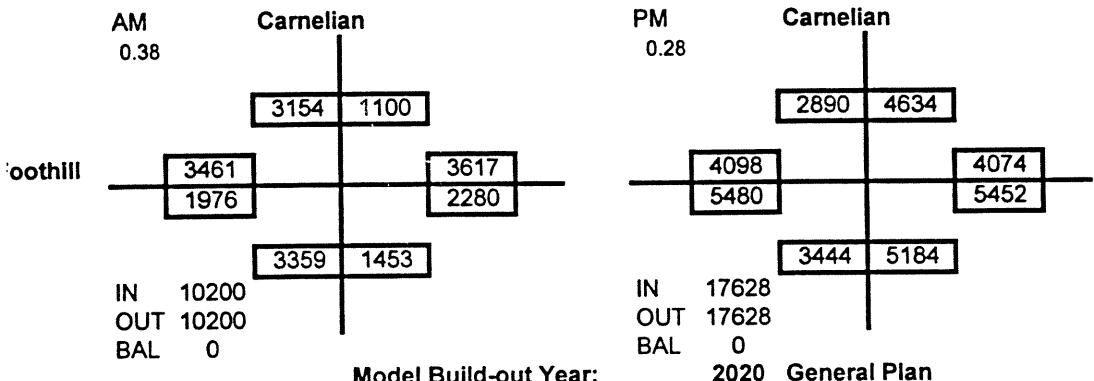 AM Carnelian
0.38
3154 1100
oothill 3461 3617
1976 2280
3359 1453
IN 10200
OUT 10200
BAL 0
PM Carnelian
0.28
2890 4634
4098 4074
5480 5452
3444 5184
IN 17628
OUT 17628
BAL 0
Model Build-out Year: 2020 General Plan